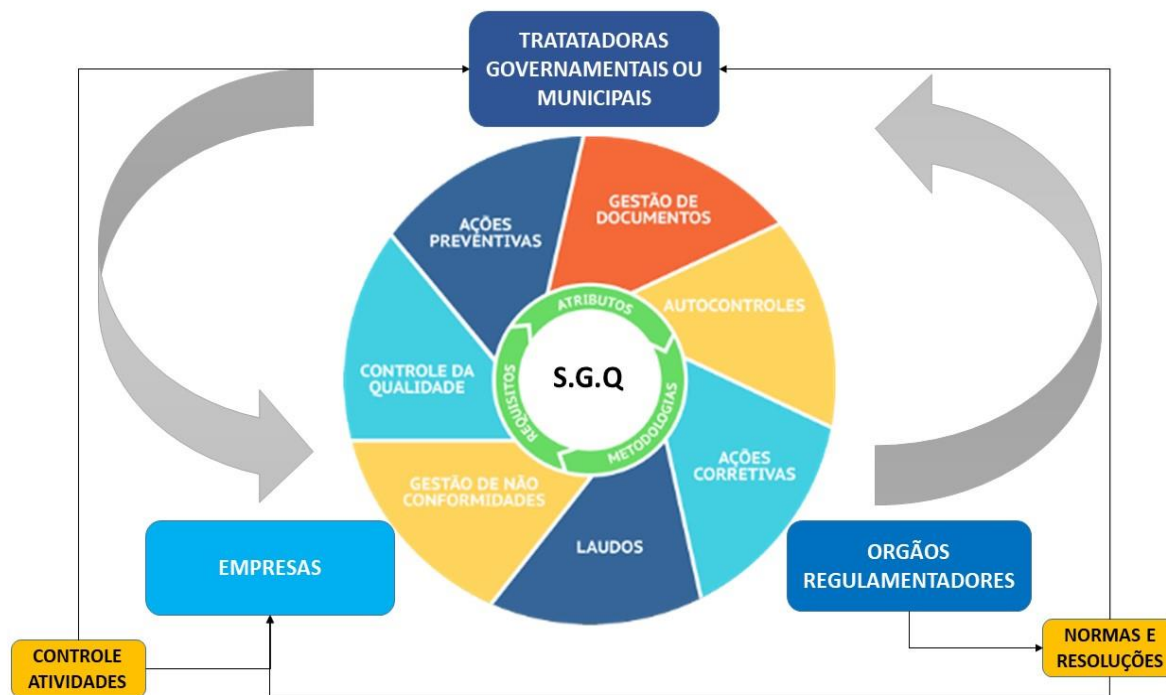 TRATATADORAS
GOVERNAMENTAIS OU
MUNICIPAIS
AÇÕES
PREVENTIVAS
GESTÃO DE
DOCUMENTOS
AUTOCONTROLES
ATRIBUTOS
CONTROLE DA
QUALIDADE
S.G.Q
REQUISITOS
METODOLOGIAS
AÇÕES
CORRETIVAS
GESTÃO DE NÃO
CONFORMIDADES
LAUDOS
EMPRESAS
ORGÃOS
REGULAMENTADORES
CONTROLE
ATIVIDADES
NORMAS E
RESOLUÇÕES